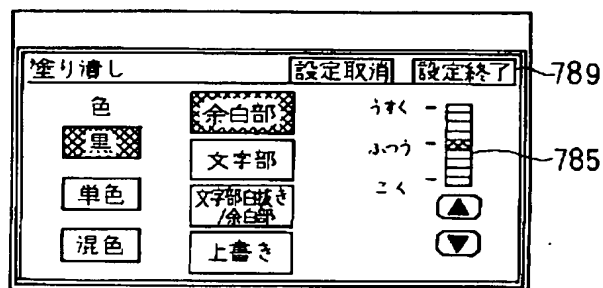 塗り潰し 設定取消 設定終了 789
色
黒
単色
混色
余白部
文字部
文字部白抜き
/余白部
上書き
うすく
ふつう
こく
785